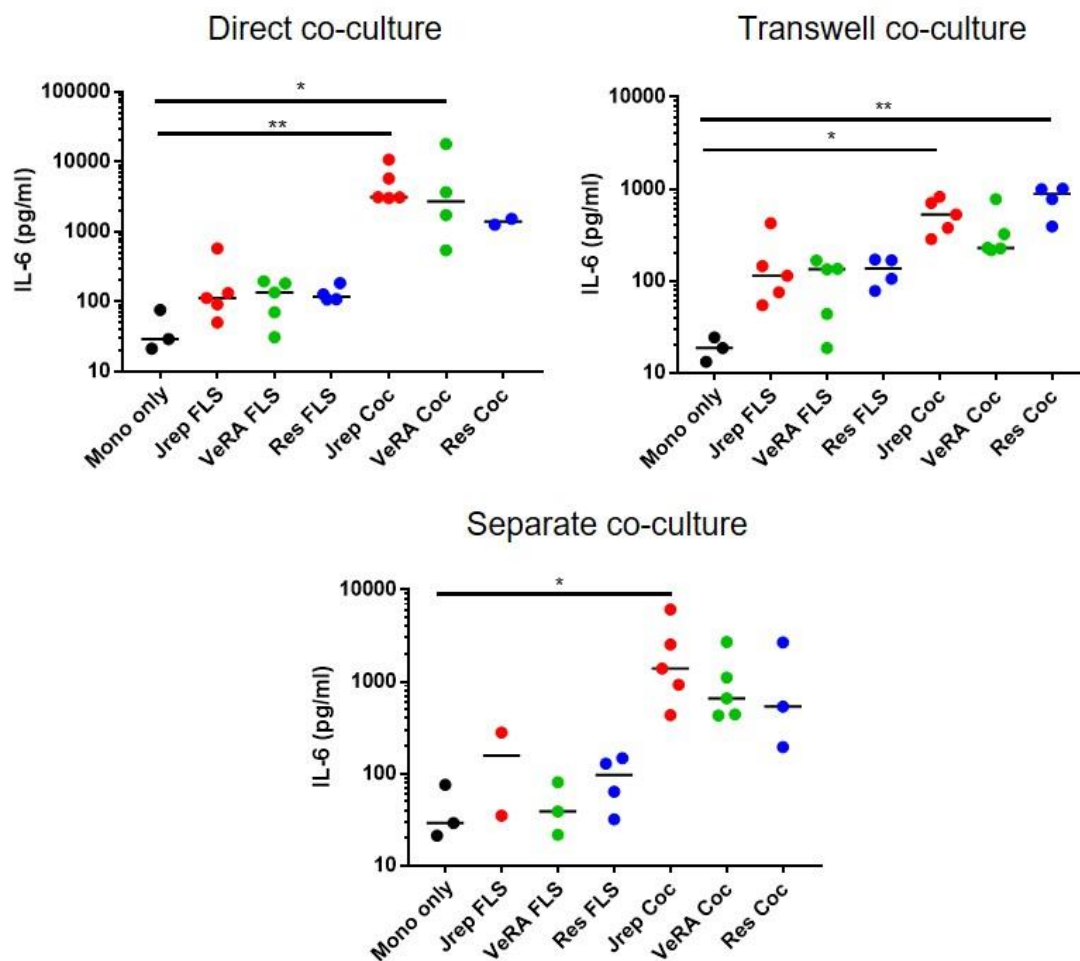 Direct co-culture
*
**
100000
10000
1000
100
10
IL-6 (pg/ml)
Mono only
Jrep FLS
VeRA FLS
Res FLS
Jrep Coc
VeRA Coc
Res Coc
Transwell co-culture
**
*
10000
1000
100
10
IL-6 (pg/ml)
Mono only
Jrep FLS
VeRA FLS
Res FLS
Jrep Coc
VeRA Coc
Res Coc
Separate co-culture
*
10000
1000
100
10
IL-6 (pg/ml)
Mono only
Jrep FLS
VeRA FLS
Res FLS
Jrep Coc
VeRA Coc
Res Coc